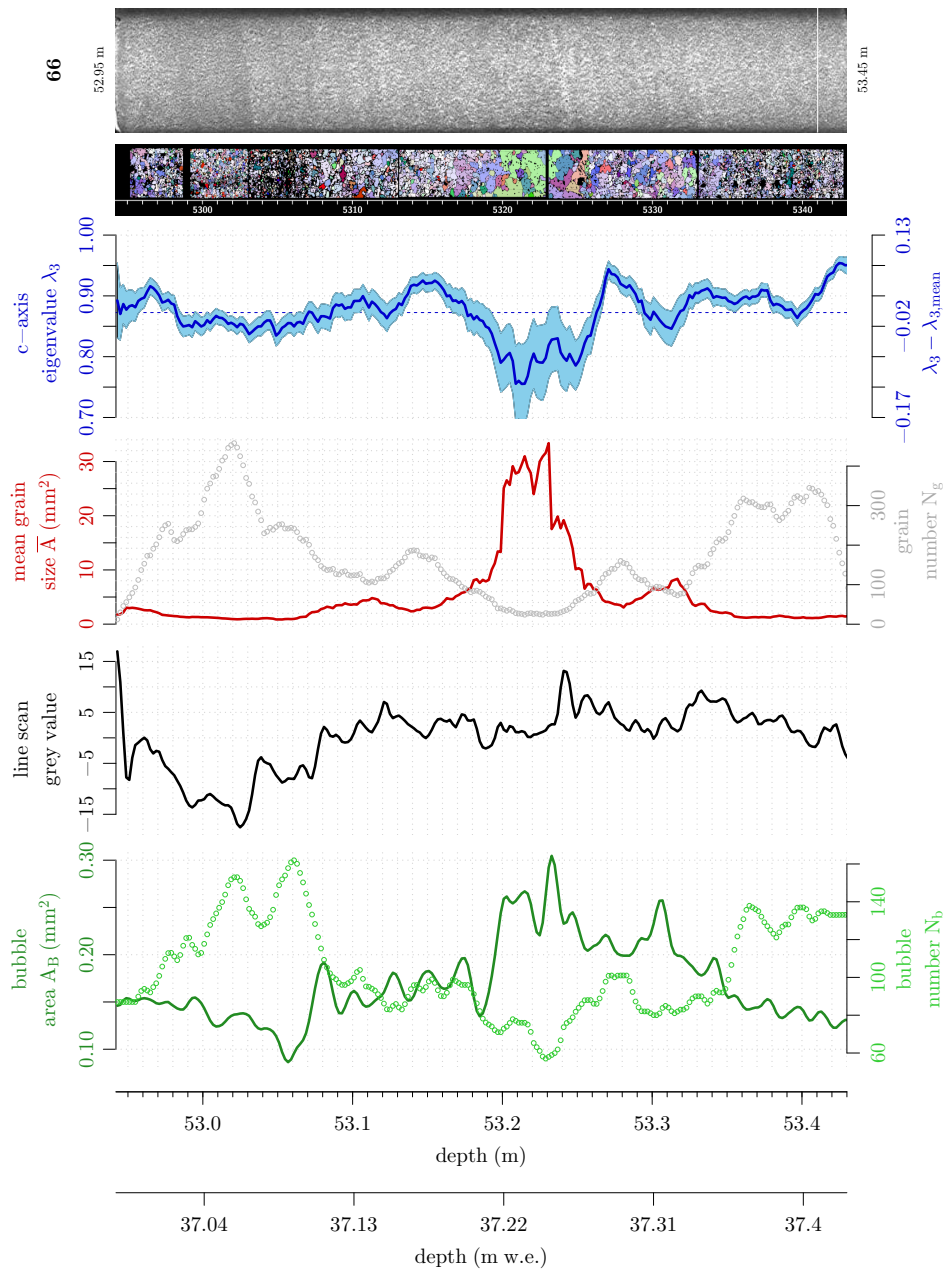 66
52.95 m
53.45 m
5300 5310 5320 5330 5340
c−axis
eigenvalue λ3
0.70 0.80 0.90 1.00
−0.17 −0.02 0.13
λ3 − λ3,mean
mean grain
size A (mm²)
0 10 20 30
0 100 300
grain
number Ng
line scan
grey value
−15 −5 5 15
bubble
area AB (mm²)
0.10 0.20 0.30
60 100 140
bubble
number Nb
53.0 53.1 53.2 53.3 53.4
depth (m)
37.04 37.13 37.22 37.31 37.4
depth (m w.e.)